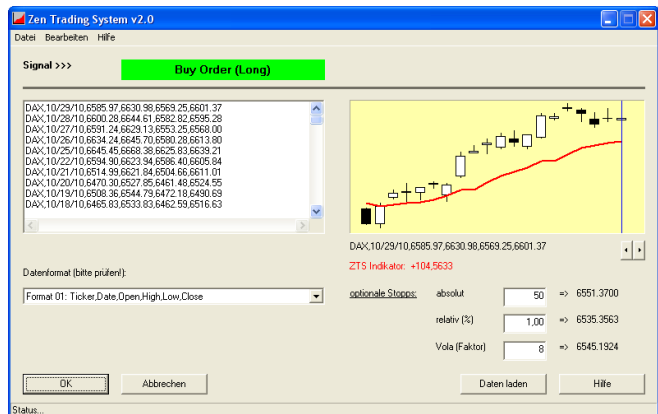 Zen Trading System v2.0
Datei Bearbeiten Hilfe
Signal >>>
Buy Order (Long)
DAX,10/29/10,6585.97,6630.98,6569.25,6601.37
DAX,10/28/10,6600.28,6644.61,6582.82,6595.28
DAX,10/27/10,6591.24,6629.13,6553.25,6568.00
DAX,10/26/10,6634.24,6645.70,6580.28,6613.80
DAX,10/25/10,6645.45,6668.38,6625.83,6639.21
DAX,10/22/10,6594.90,6623.94,6586.40,6605.84
DAX,10/21/10,6514.99,6621.84,6504.66,6611.01
DAX,10/20/10,6470.30,6527.85,6461.48,6524.55
DAX,10/19/10,6508.36,6544.79,6472.18,6490.69
DAX,10/18/10,6465.83,6533.83,6462.59,6516.63
DAX,10/29/10,6585.97,6630.98,6569.25,6601.37
ZTS Indikator: +104,5633
Datenformat (bitte prüfen!):
Format 01: Ticker,Date,Open,High,Low,Close
optionale Stopps: absolut 50 => 6551.3700
relativ (%) 1,00 => 6535.3563
Vola (Faktor) 8 => 6545.1924
OK Abbrechen Daten laden Hilfe
Status...